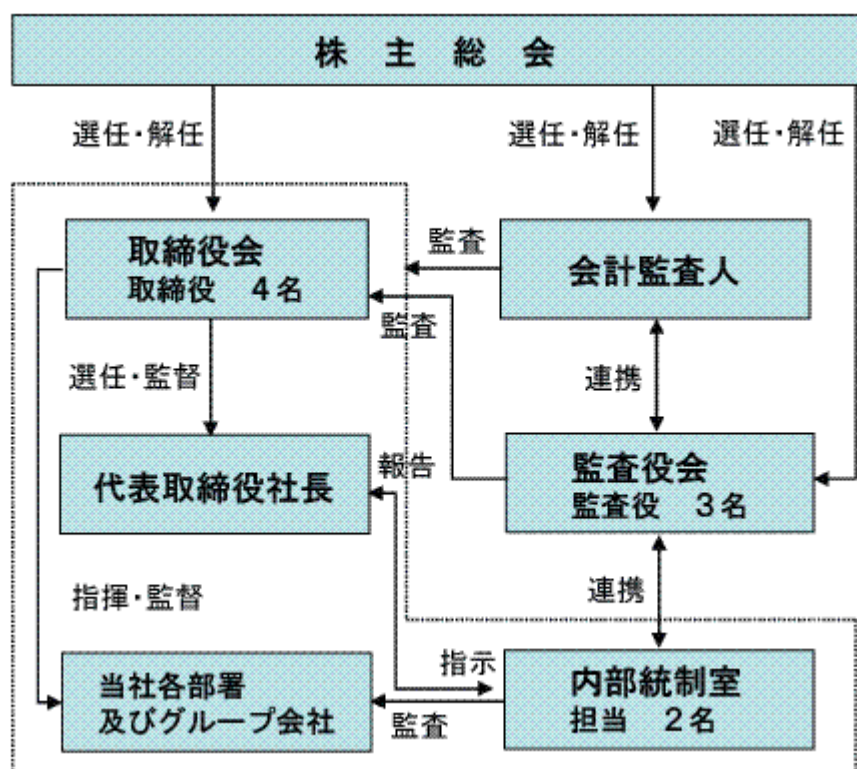 株 主 総 会
選任・解任
選任・解任
選任・解任
取締役会
取締役 4名
監査
会計監査人
監査
選任・監督
連携
代表取締役社長
報告
監査役会
監査役 3名
指揮・監督
連携
当社各部署
及びグループ会社
指示
監査
内部統制室
担当 2名